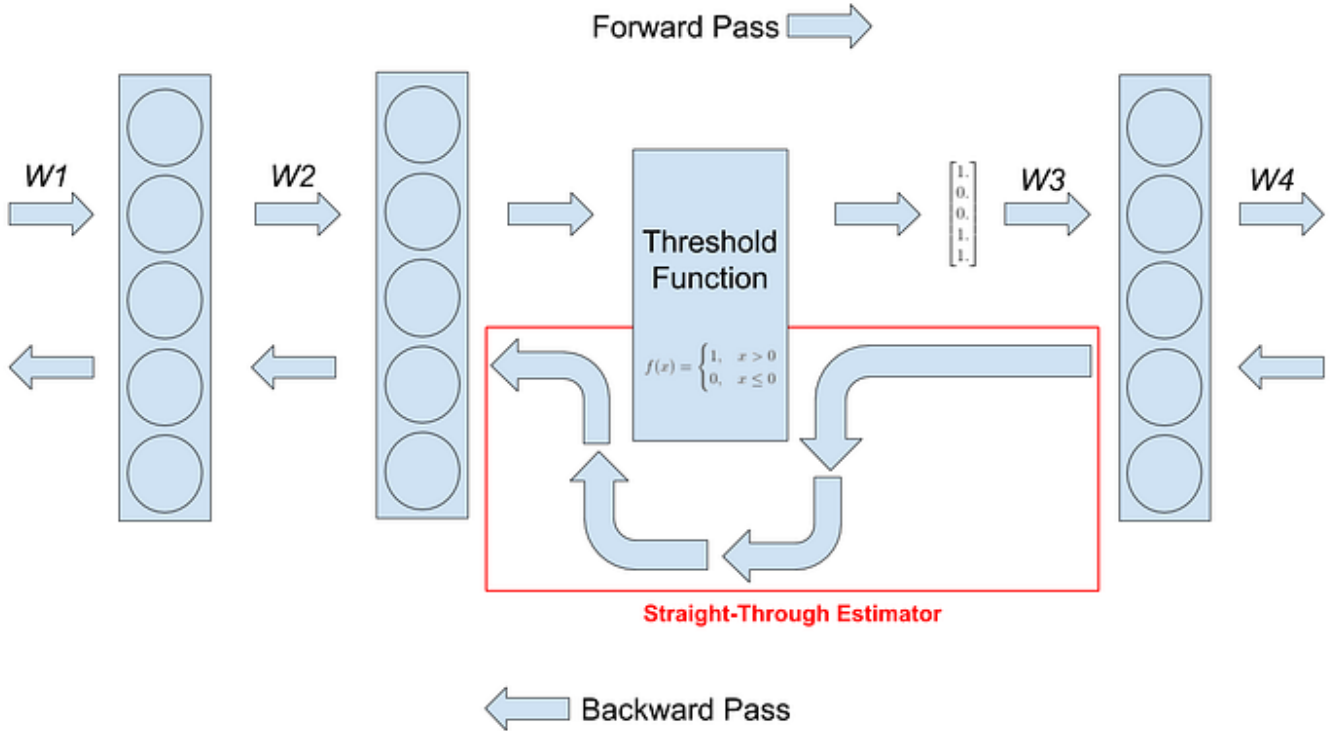 Forward Pass
W1
W2
Threshold
Function
f(x) = {1, x > 0
0, x ≤ 0
[1.
0.
0.
1.
1.]
W3
W4
Straight-Through Estimator
Backward Pass